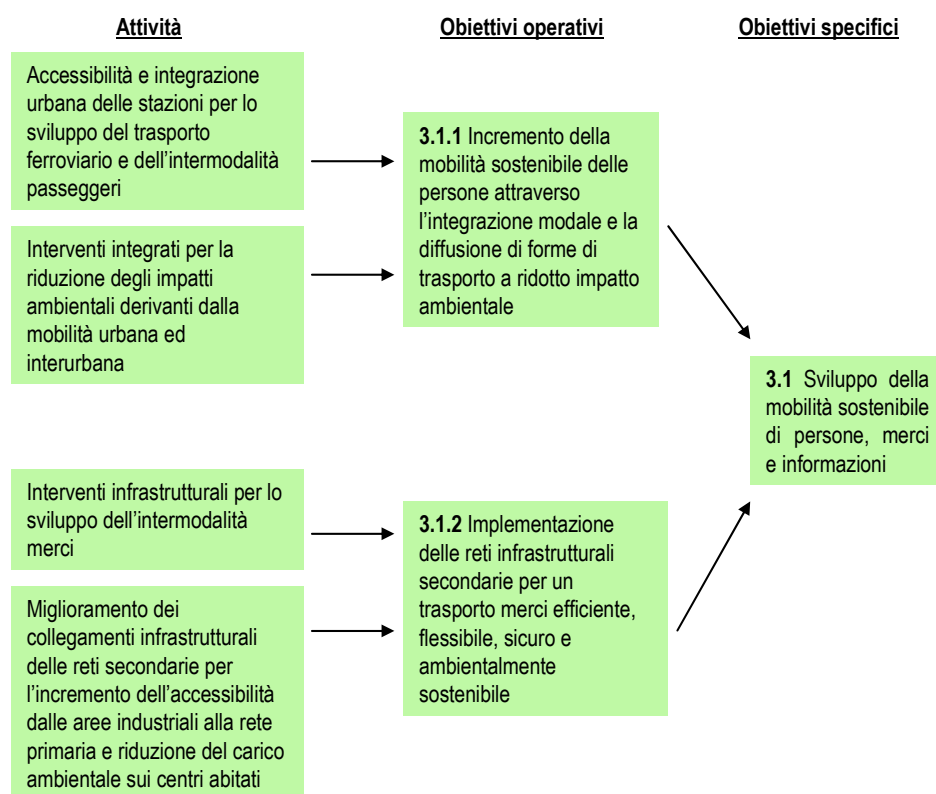 Attività
Obiettivi operativi
Obiettivi specifici
Accessibilità e integrazione
urbana delle stazioni per lo
sviluppo del trasporto
ferroviario e dell’intermodalità
passeggeri
Interventi integrati per la
riduzione degli impatti
ambientali derivanti dalla
mobilità urbana ed
interurbana
3.1.1 Incremento della
mobilità sostenibile delle
persone attraverso
l’integrazione modale e la
diffusione di forme di
trasporto a ridotto impatto
ambientale
3.1 Sviluppo della
mobilità sostenibile
di persone, merci
e informazioni
Interventi infrastrutturali per lo
sviluppo dell’intermodalità
merci
Miglioramento dei
collegamenti infrastrutturali
delle reti secondarie per
l’incremento dell’accessibilità
dalle aree industriali alla rete
primaria e riduzione del carico
ambientale sui centri abitati
3.1.2 Implementazione
delle reti infrastrutturali
secondarie per un
trasporto merci efficiente,
flessibile, sicuro e
ambientalmente
sostenibile